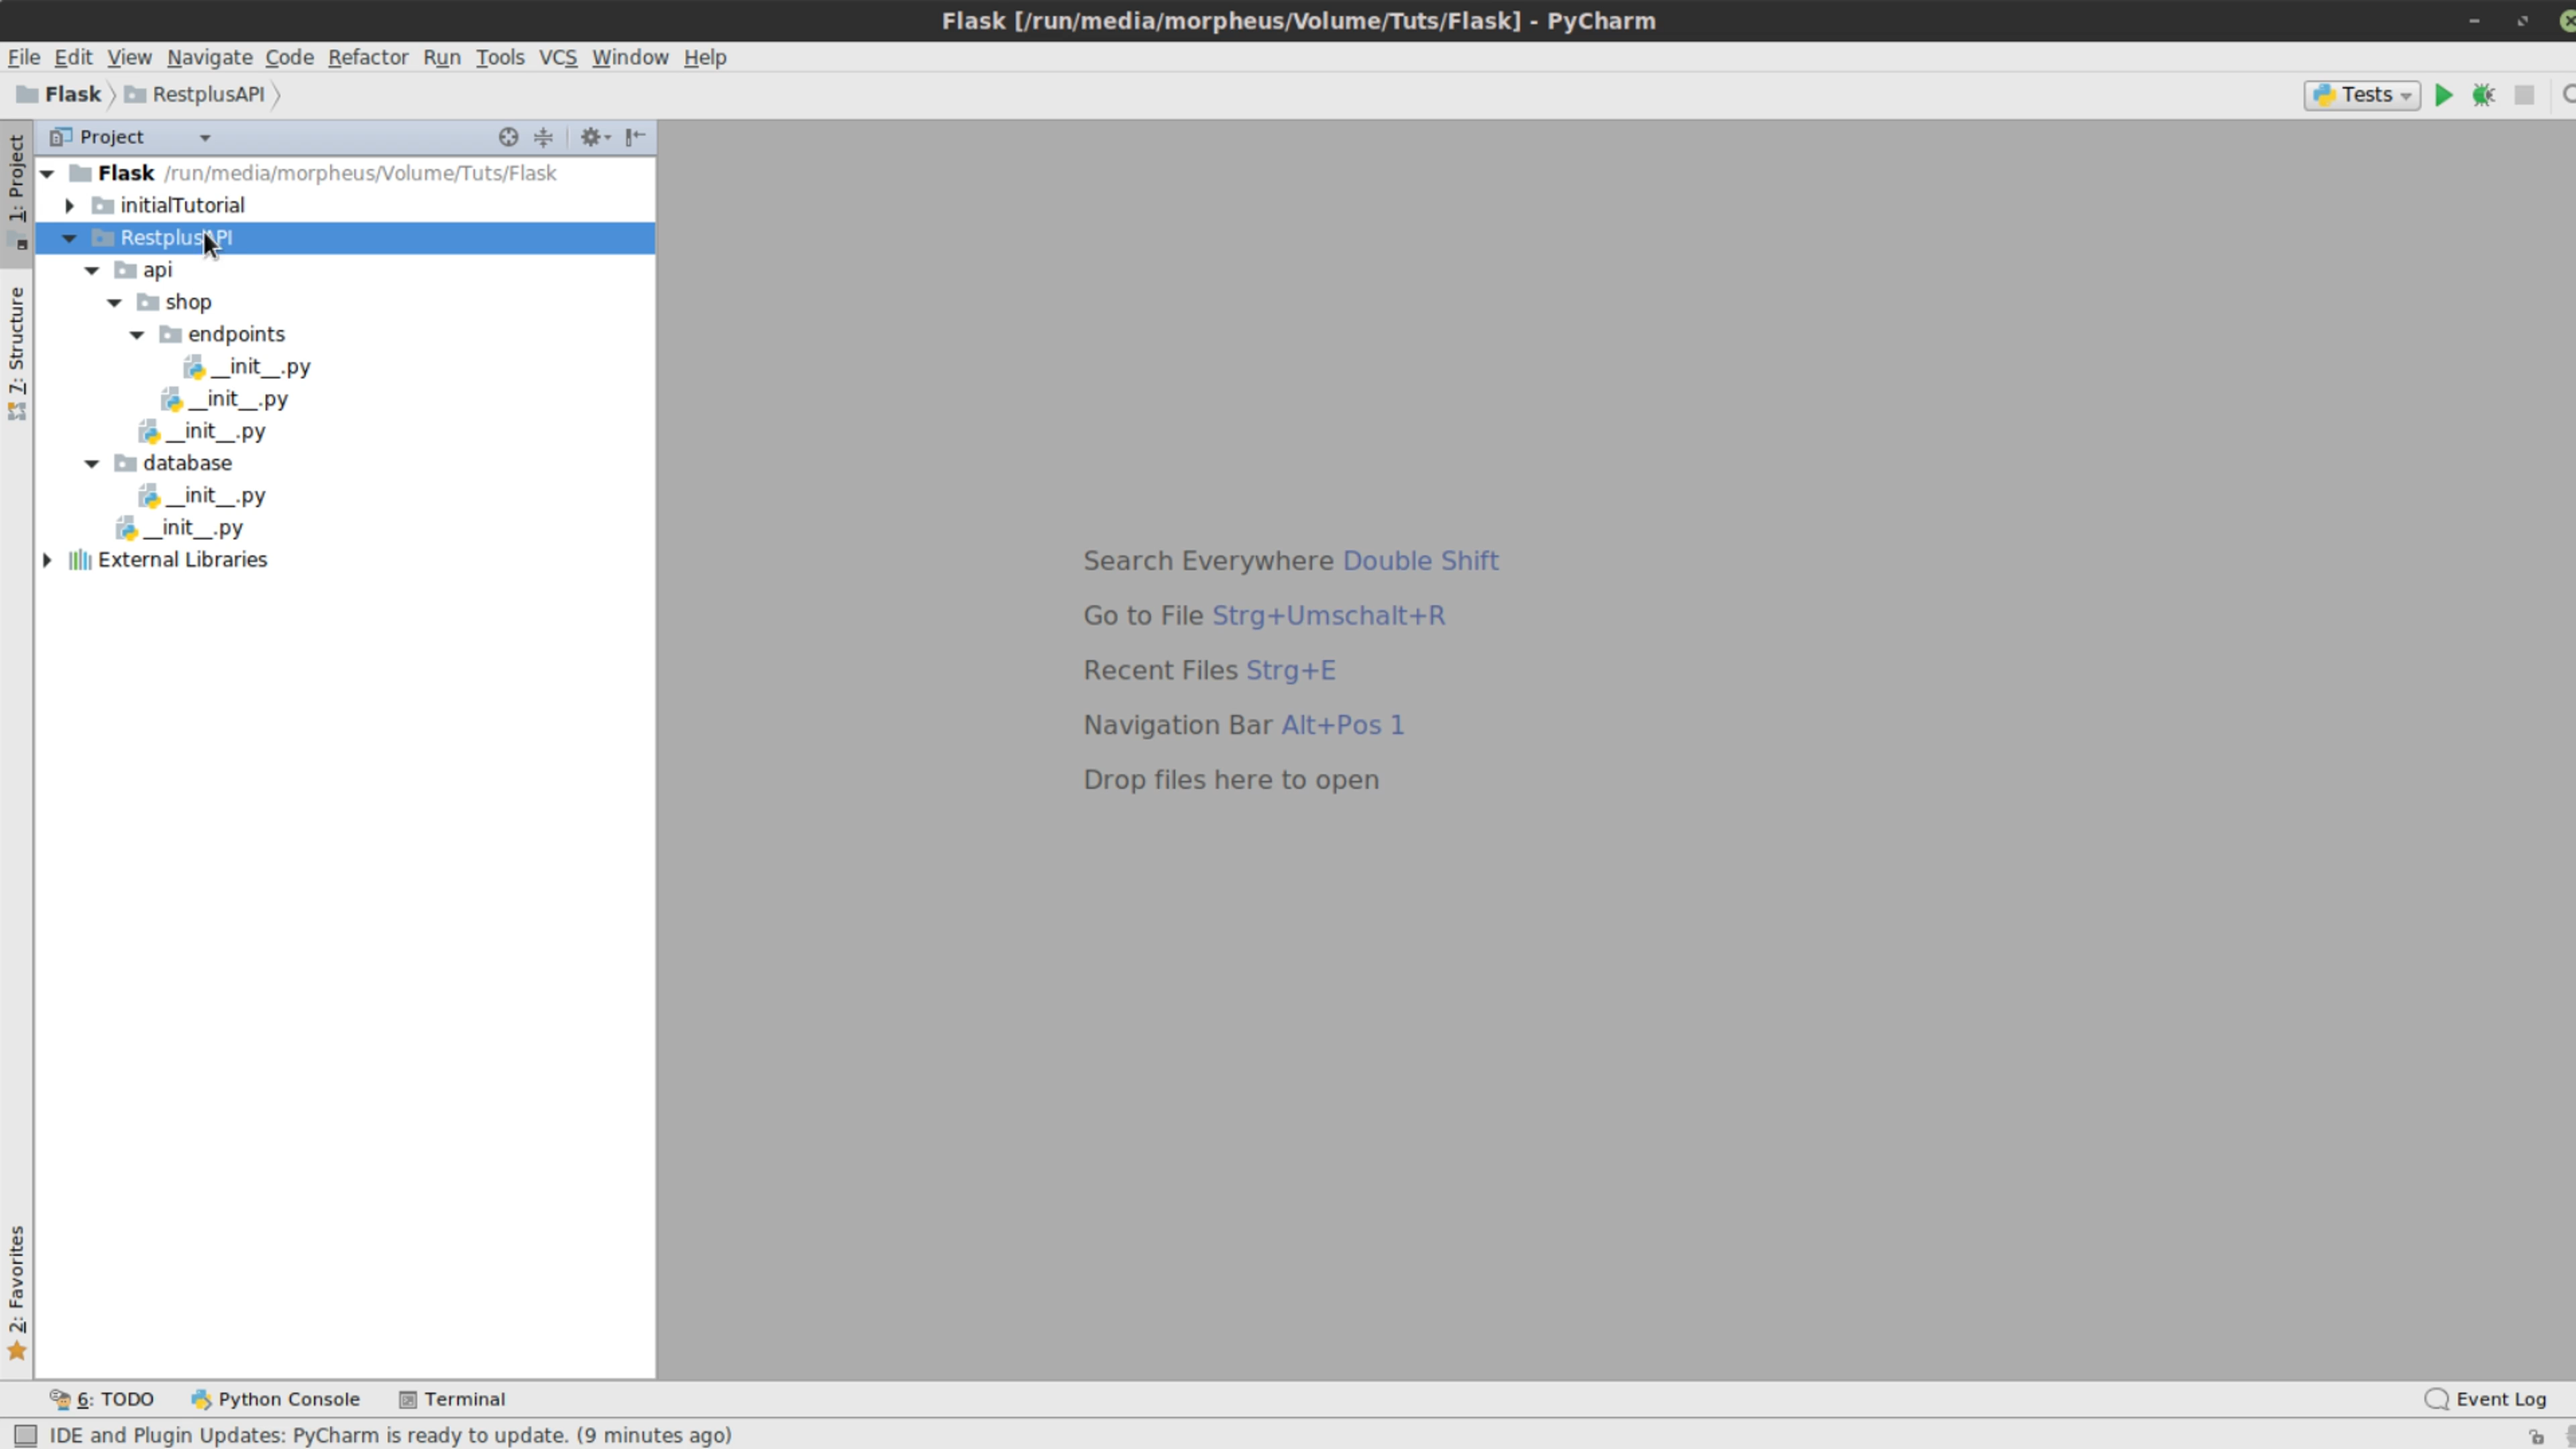 Flask [/run/media/morpheus/Volume/Tuts/Flask] - PyCharm
File Edit View Navigate Code Refactor Run Tools VCS Window Help
Flask RestplusAPI Tests
Project
1: Project
7: Structure
2: Favorites
Flask /run/media/morpheus/Volume/Tuts/Flask
initialTutorial
RestplusAPI
api
shop
endpoints
__init__.py
__init__.py
__init__.py
database
__init__.py
__init__.py
External Libraries
Search Everywhere Double Shift
Go to File Strg+Umschalt+R
Recent Files Strg+E
Navigation Bar Alt+Pos 1
Drop files here to open
6: TODO Python Console Terminal Event Log
IDE and Plugin Updates: PyCharm is ready to update. (9 minutes ago)